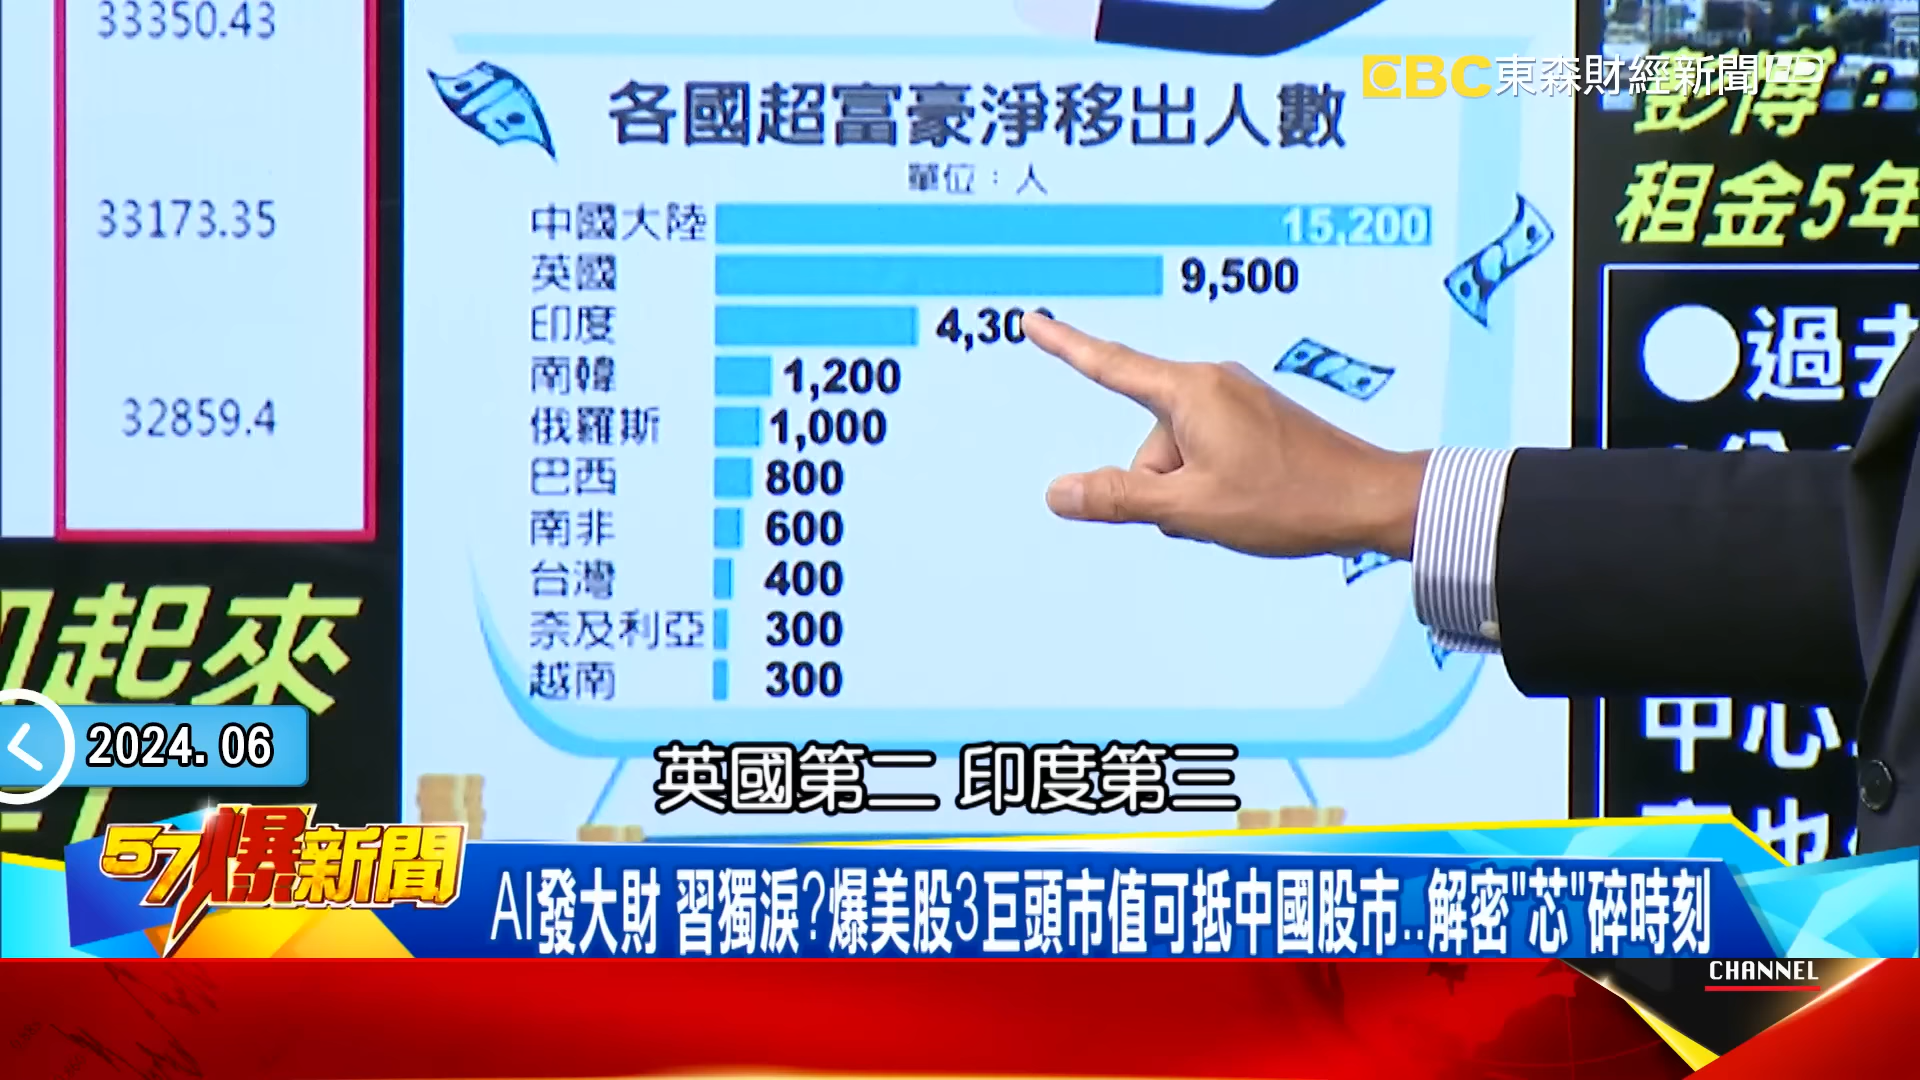 33350.43
33173.35
32859.4
起來
各國超富豪淨移出人數
單位：人
中國大陸 15,200
英國 9,500
印度 4,300
南韓 1,200
俄羅斯 1,000
巴西 800
南非 600
台灣 400
奈及利亞 300
越南 300
EBC東森財經新聞HD
彭博：
租金5年
●過去
中心
也
2024.06
英國第二 印度第三
57爆新聞
AI發大財 習獨淚?爆美股3巨頭市值可抵中國股市..解密"芯"碎時刻
CHANNEL